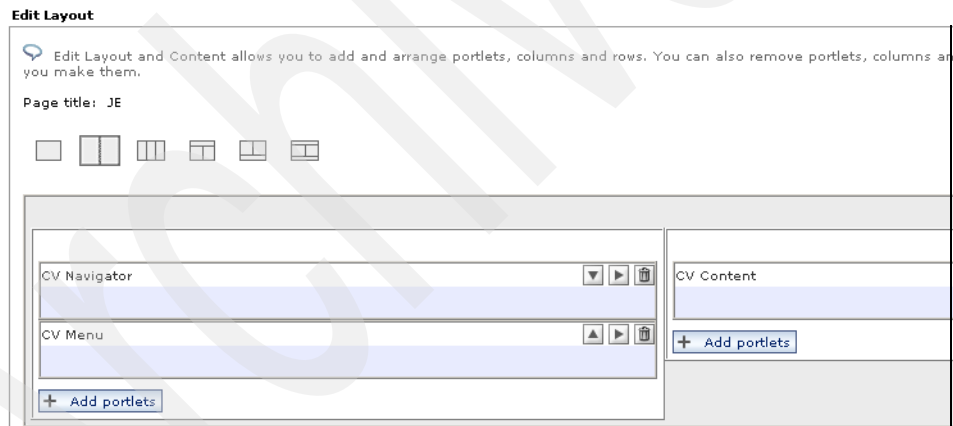 Edit Layout
Edit Layout and Content allows you to add and arrange portlets, columns and rows. You can also remove portlets, columns
you make them.
Page title: JE
CV Navigator
CV Content
CV Menu
+ Add portlets
+ Add portlets